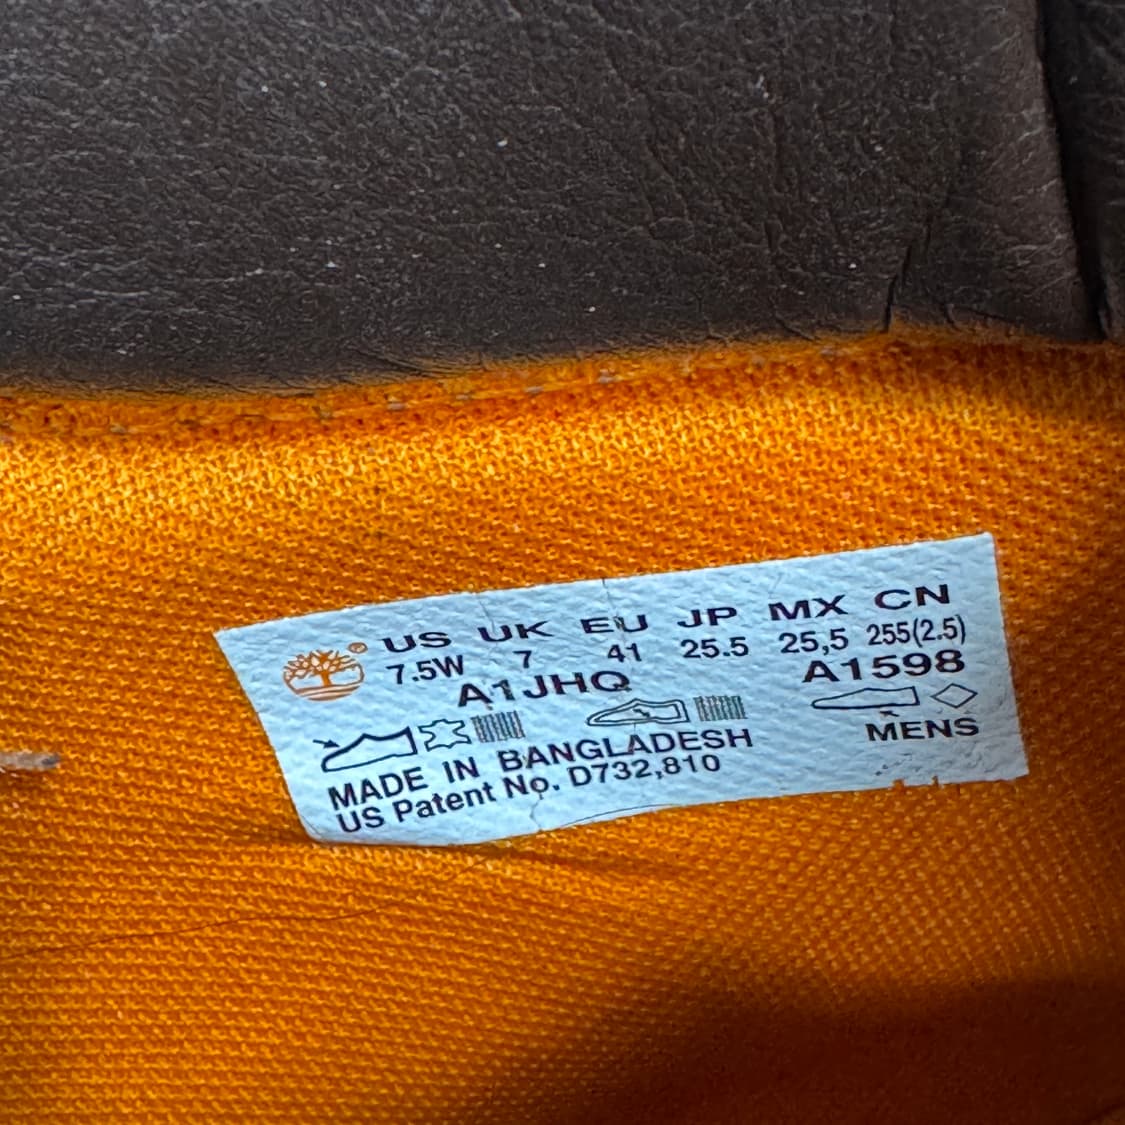 US UK EU JP MX CN
7.5W 7 41 25.5 25,5 255(2.5)
A1JHQ A1598
MENS
MADE IN BANGLADESH
US Patent No. D732,810